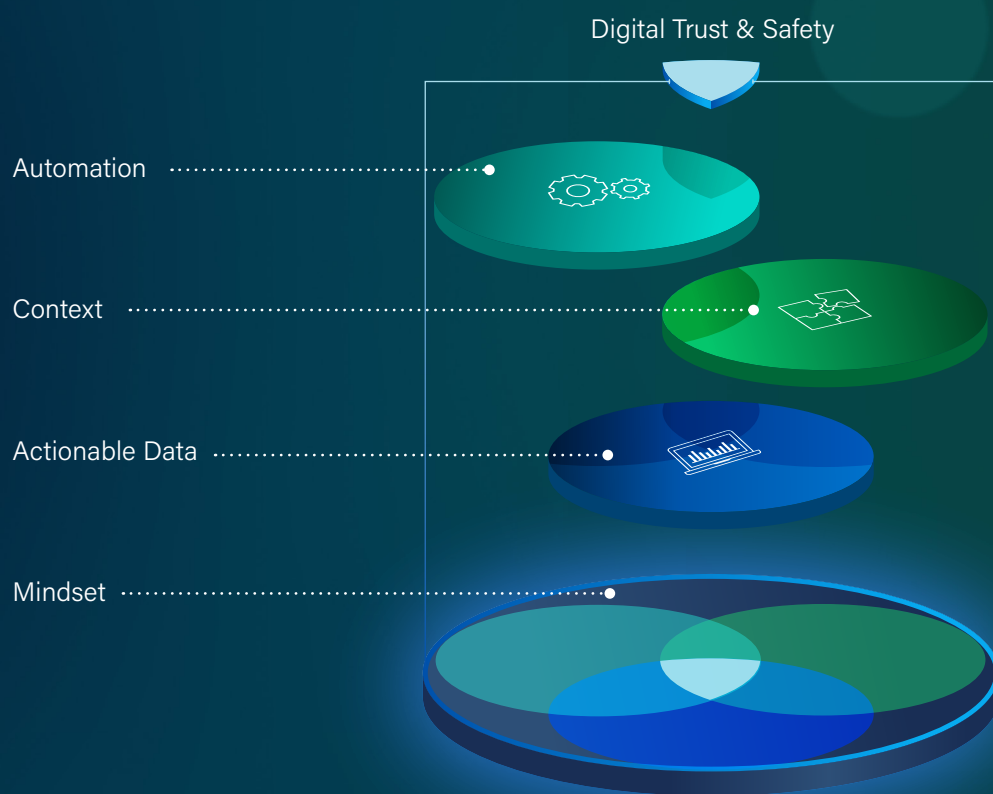 Digital Trust & Safety
Automation
Context
Actionable Data
Mindset